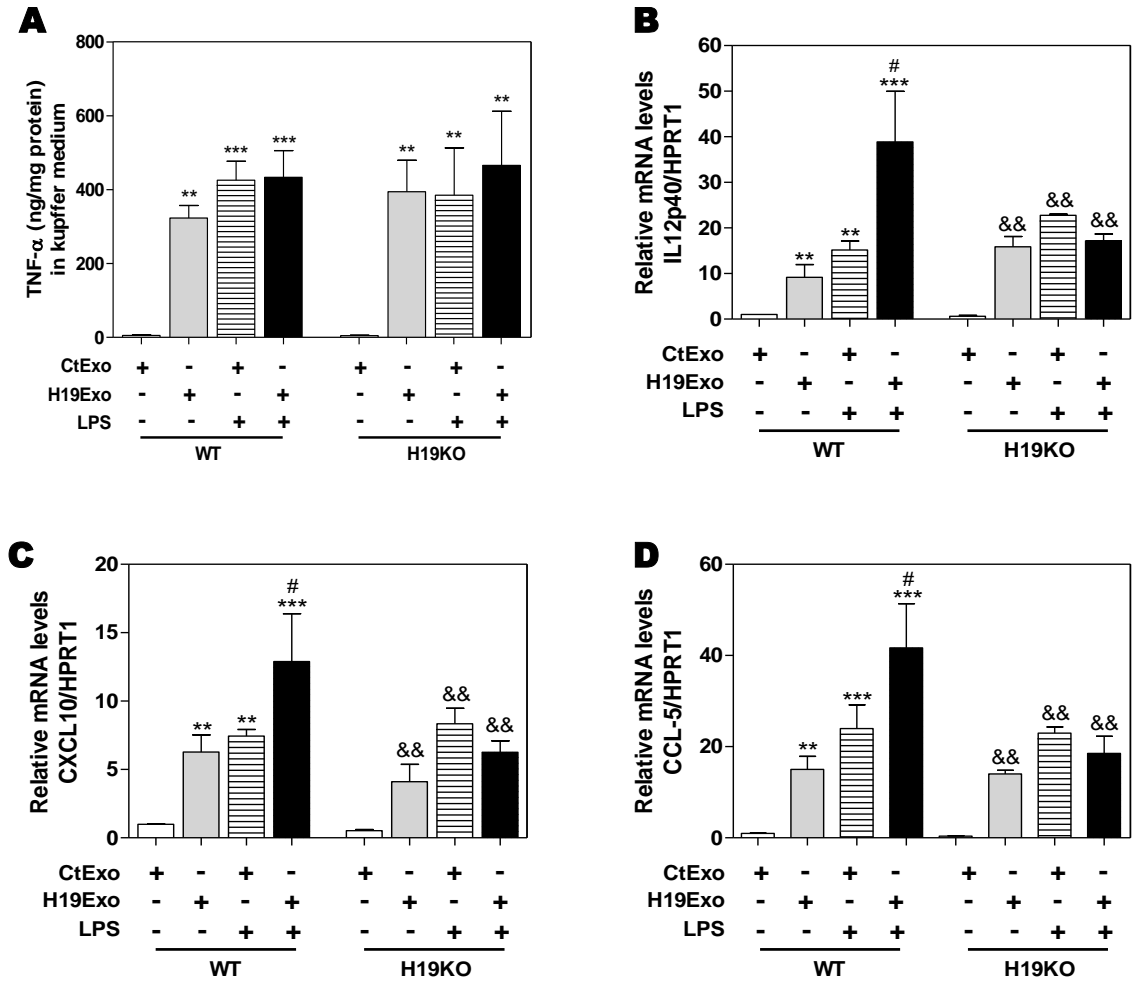 A
TNF-α (ng/mg protein)
in kupffer medium
800
600
400
200
0
** *** *** ** ** **
CtExo + - + - + - + -
H19Exo - + - + - + - +
LPS - - + + - - + +
WT H19KO
B
Relative mRNA levels
IL12p40/HPRT1
60
50
40
30
20
10
0
#
** ** *** && && &&
CtExo + - + - + - + -
H19Exo - + - + - + - +
LPS - - + + - - + +
WT H19KO
C
Relative mRNA levels
CXCL10/HPRT1
20
15
10
5
0
#
** ** *** && && &&
CtExo + - + - + - + -
H19Exo - + - + - + - +
LPS - - + + - - + +
WT H19KO
D
Relative mRNA levels
CCL-5/HPRT1
60
40
20
0
#
** *** *** && && &&
CtExo + - + - + - + -
H19Exo - + - + - + - +
LPS - - + + - - + +
WT H19KO